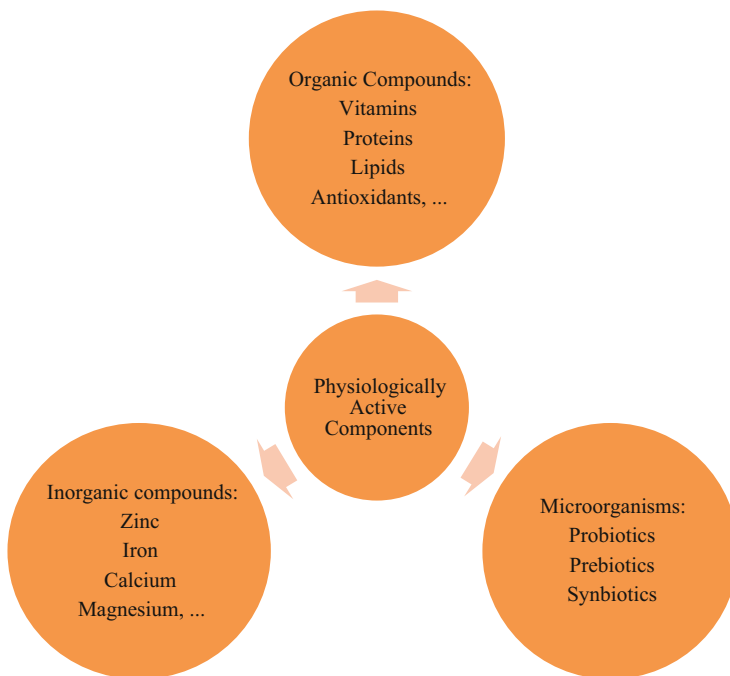 Organic Compounds:
Vitamins
Proteins
Lipids
Antioxidants, ...
Physiologically
Active
Components
Inorganic compounds:
Zinc
Iron
Calcium
Magnesium, ...
Microorganisms:
Probiotics
Prebiotics
Synbiotics